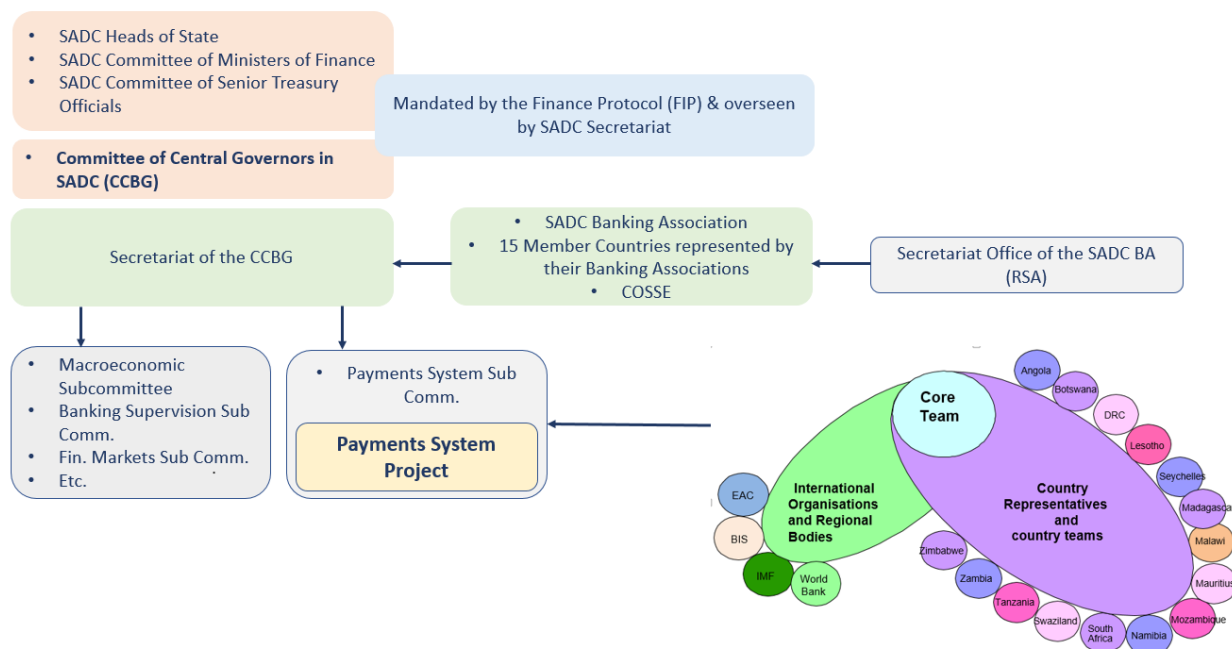 • SADC Heads of State
• SADC Committee of Ministers of Finance
• SADC Committee of Senior Treasury
Officials
Mandated by the Finance Protocol (FIP) & overseen
by SADC Secretariat
• Committee of Central Governors in
SADC (CCBG)
Secretariat of the CCBG
• SADC Banking Association
• 15 Member Countries represented by
their Banking Associations
• COSSE
Secretariat Office of the SADC BA
(RSA)
• Macroeconomic
Subcommittee
• Banking Supervision Sub
Comm.
• Fin. Markets Sub Comm.
• Etc.
• Payments System Sub
Comm.
Payments System
Project
Core
Team
International
Organisations
and Regional
Bodies
EAC
BIS
IMF
World
Bank
Country
Representatives
and
country teams
Angola
Botswana
DRC
Lesotho
Seychelles
Madagascar
Malawi
Mauritius
Mozambique
Namibia
South
Africa
Swaziland
Tanzania
Zambia
Zimbabwe